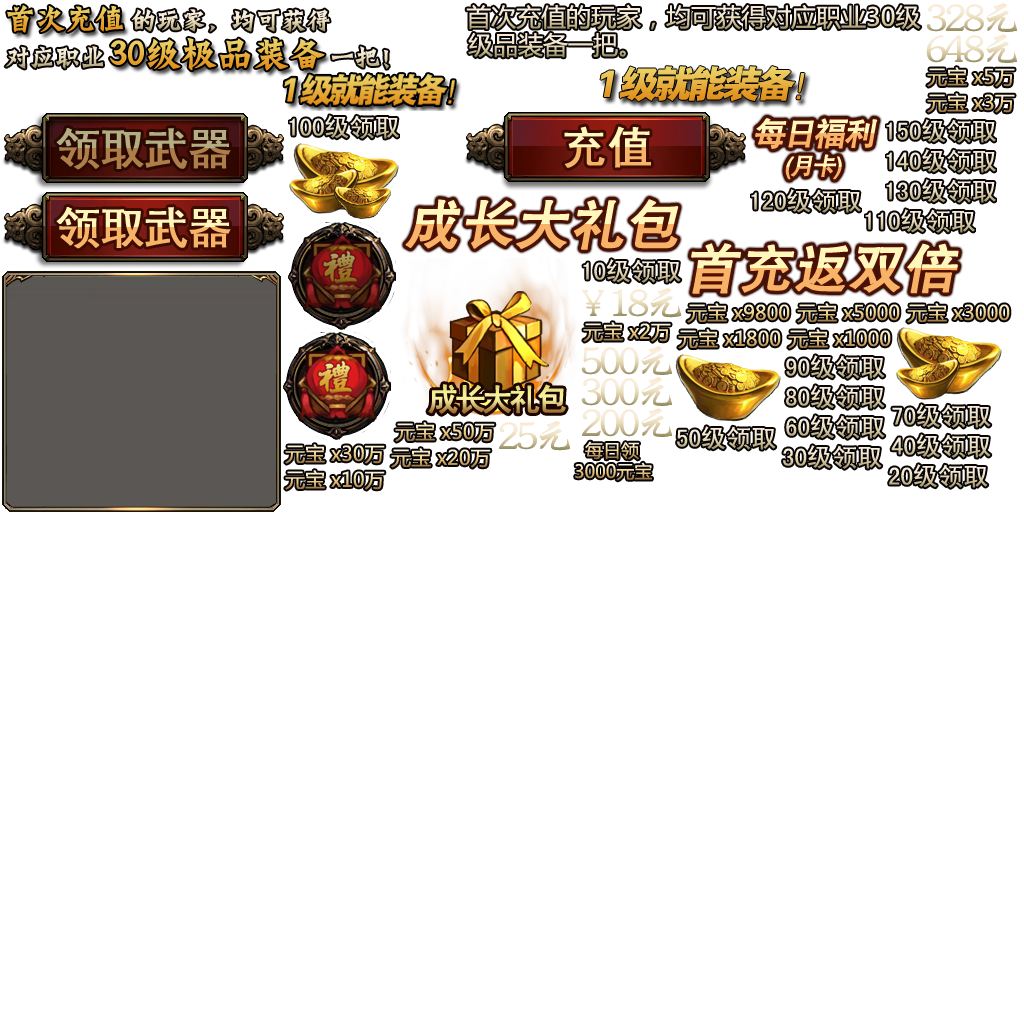 首次充值的玩家，均可获得
对应职业30级极品装备一把！
1级就能装备！
首次充值的玩家，均可获得对应职业30级
级品装备一把。
1级就能装备！
328元
648元
元宝 x5万
元宝 x3万
100级领取
领取武器
领取武器
充值
每日福利
(月卡)
120级领取
150级领取
140级领取
130级领取
110级领取
成长大礼包
首充返双倍
禮
禮
10级领取
¥18元
元宝 x2万
500元
300元
200元
每日领
3000元宝
元宝 x9800
元宝 x5000
元宝 x3000
元宝 x1800
元宝 x1000
成长大礼包
元宝 x50万
25元
元宝 x20万
元宝 x30万
元宝 x10万
50级领取
90级领取
80级领取
60级领取
30级领取
70级领取
40级领取
20级领取